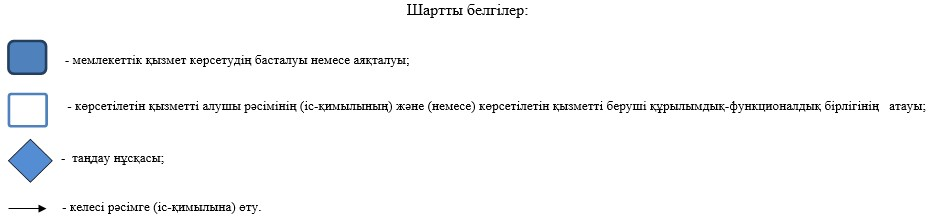 Шартты белгілер:
- мемлекеттік қызмет көрсетудің басталуы немесе аяқталуы;
- көрсетілетін қызметті алушы рәсімінің (іс-қимылының) және (немесе) көрсетілетін қызметті беруші құрылымдық-функционалдық бірлігінің атауы;
- таңдау нұсқасы;
- келесі рәсімге (іс-қимылына) өту.